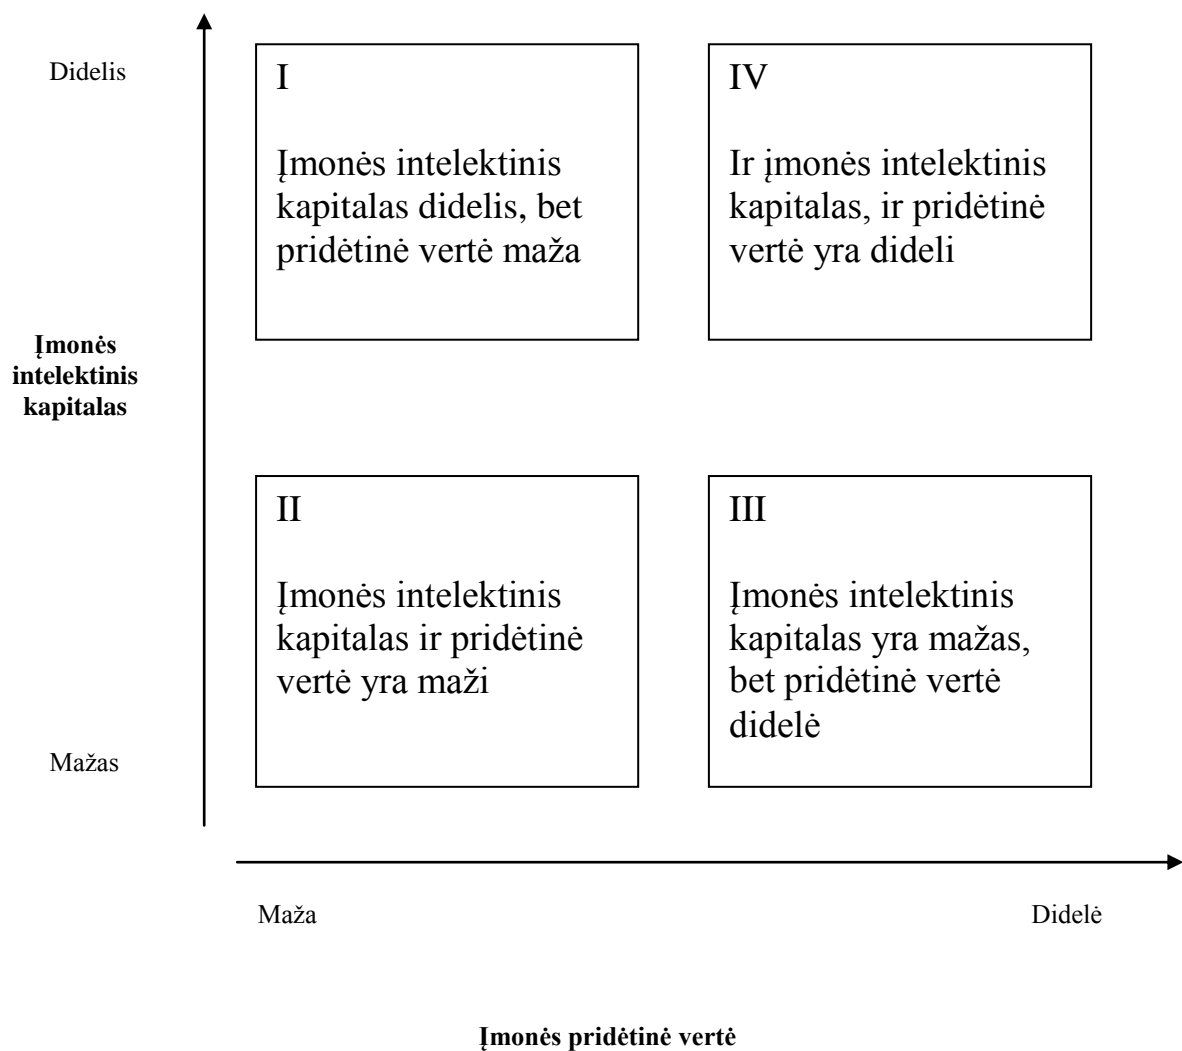 Didelis
I
Įmonės intelektinis
kapitalas didelis, bet
pridėtinė vertė maža
IV
Ir įmonės intelektinis
kapitalas, ir pridėtinė
vertė yra dideli
Įmonės
intelektinis
kapitalas
II
Įmonės intelektinis
kapitalas ir pridėtinė
vertė yra maži
III
Įmonės intelektinis
kapitalas yra mažas,
bet pridėtinė vertė
didelė
Mažas
Maža
Didelė
Įmonės pridėtinė vertė